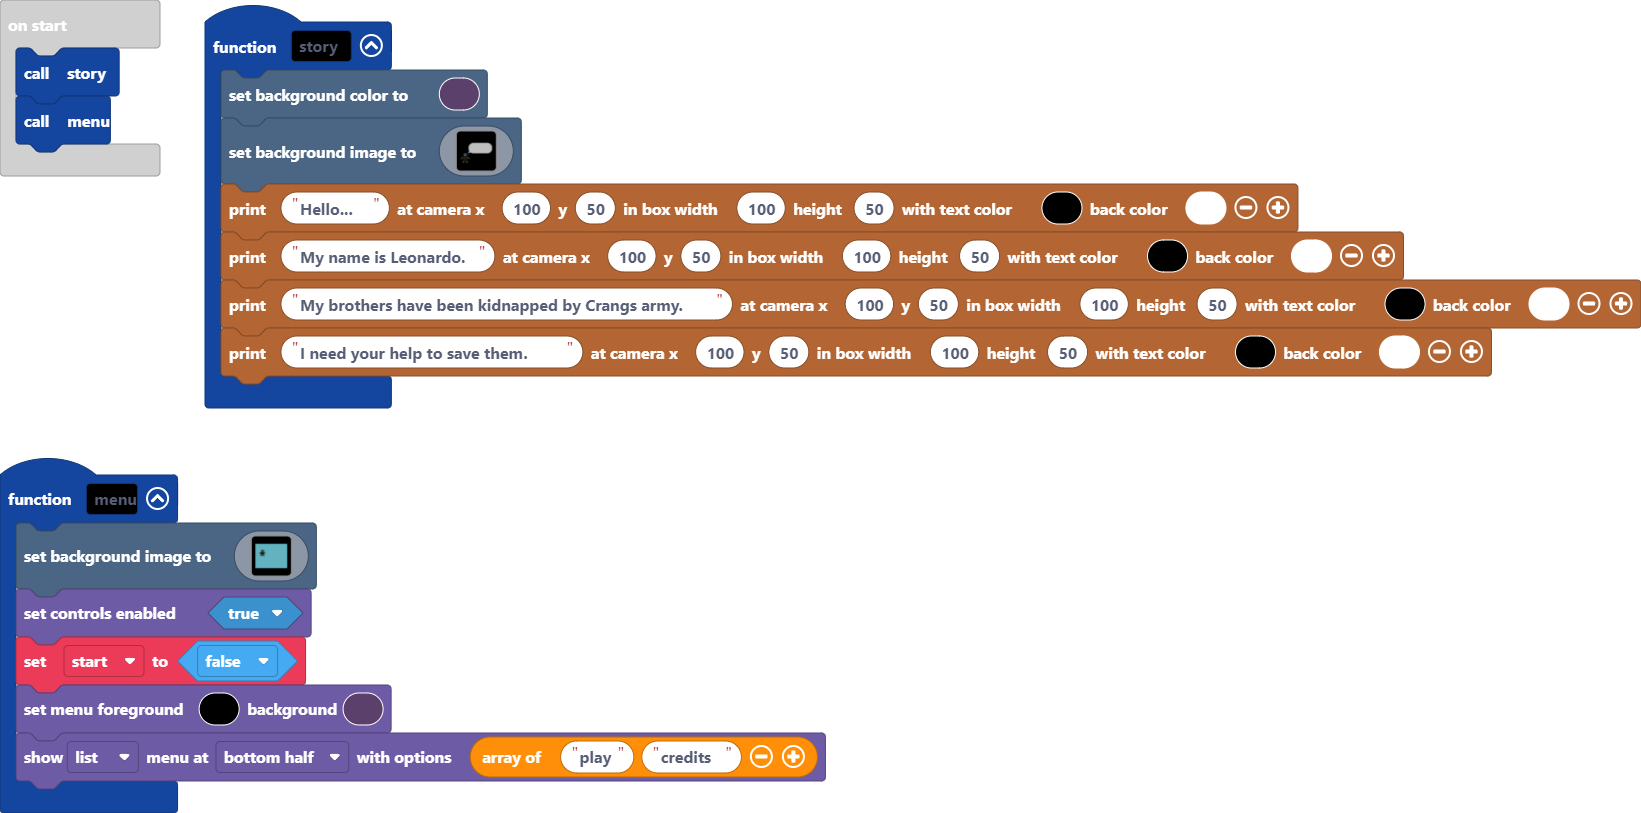 on start
call story
call menu
function story
set background color to
set background image to
print "Hello... " at camera x 100 y 50 in box width 100 height 50 with text color back color
print "My name is Leonardo. " at camera x 100 y 50 in box width 100 height 50 with text color back color
print "My brothers have been kidnapped by Crangs army. " at camera x 100 y 50 in box width 100 height 50 with text color back color
print "I need your help to save them. " at camera x 100 y 50 in box width 100 height 50 with text color back color
function menu
set background image to
set controls enabled true
set start to false
set menu foreground background
show list menu at bottom half with options array of "play" "credits "